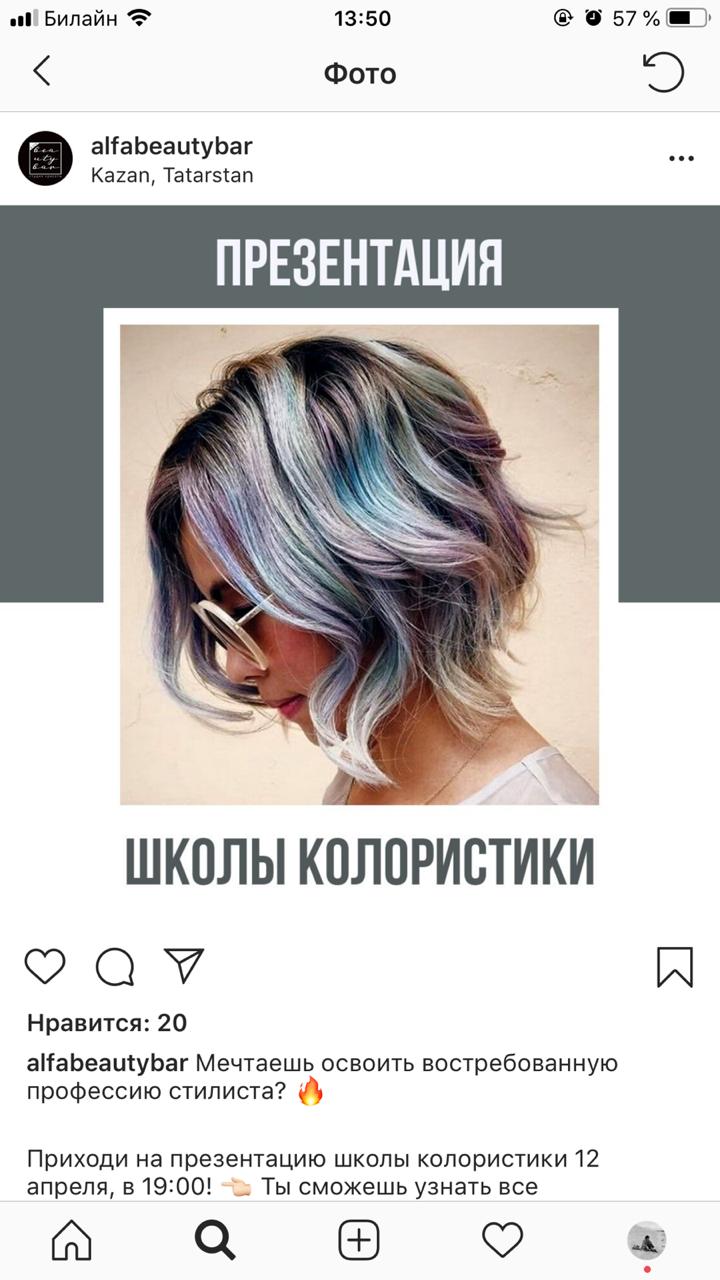 Билайн 13:50 57 %
Фото
alfabeautybar
Kazan, Tatarstan
ПРЕЗЕНТАЦИЯ
ШКОЛЫ КОЛОРИСТИКИ
Нравится: 20
alfabeautybar Мечтаешь освоить востребованную
профессию стилиста? 🔥
Приходи на презентацию школы колористики 12
апреля, в 19:00! 👈🏻 Ты сможешь узнать все